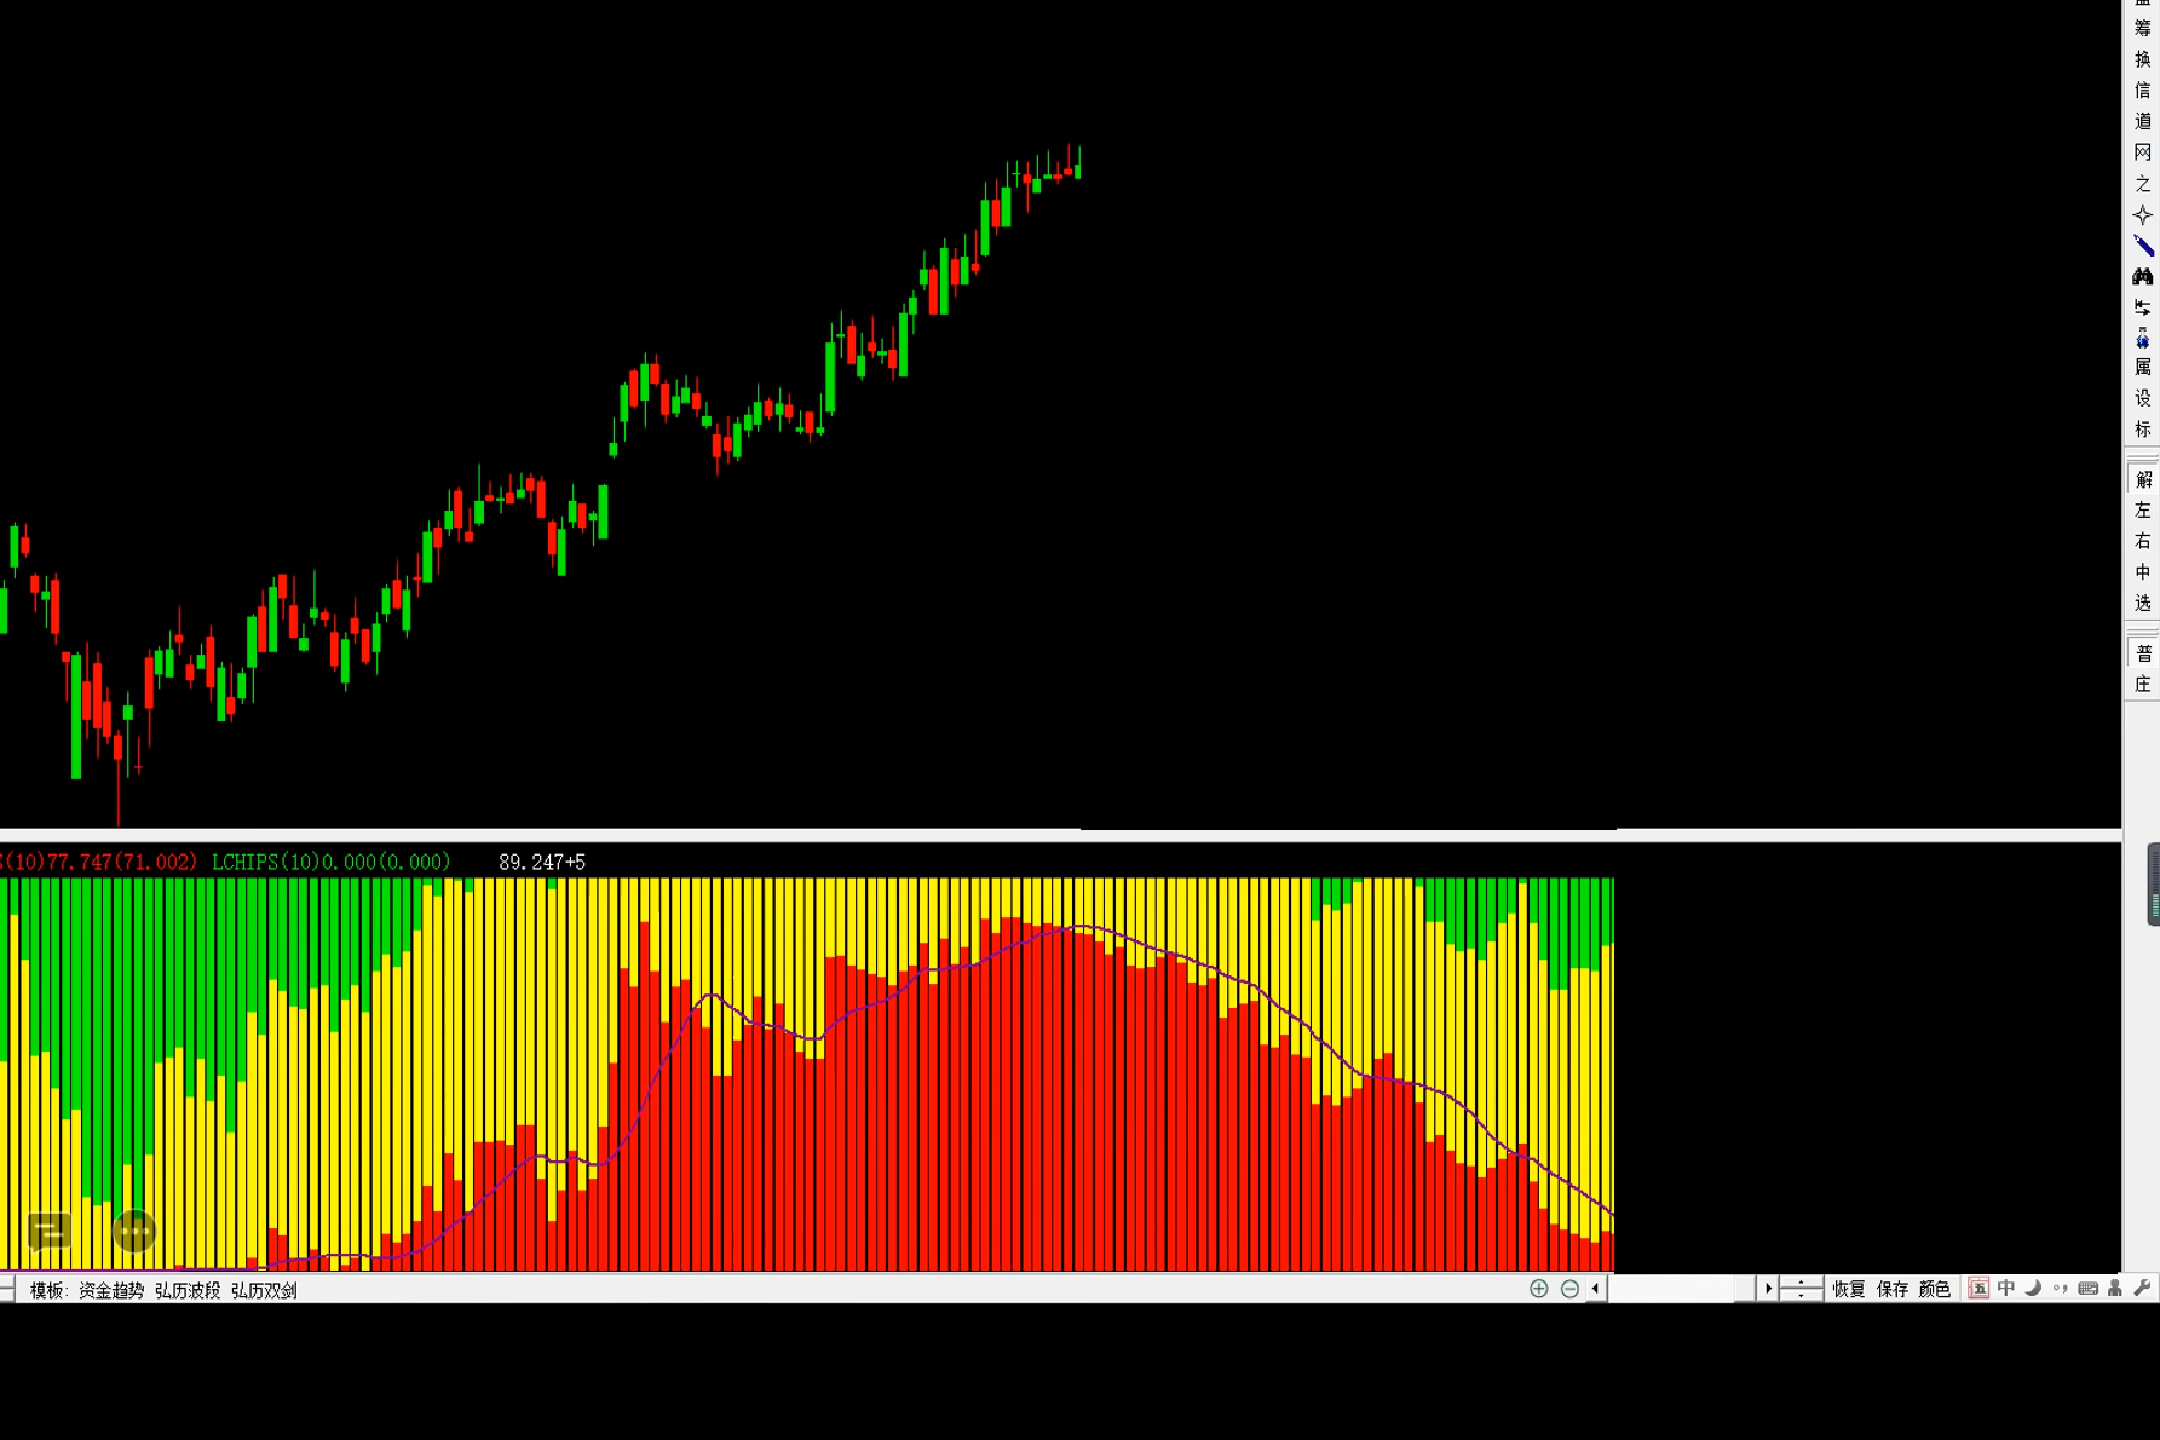 筹
换
信
道
网
之
属
设
标
解
左
右
中
选
普
庄
(10)77.747(71.002) LCHIPS(10)0.000(0.000) 89.247+5
模板: 资金趋势 弘历波段 弘历双剑 恢复 保存 颜色 五 中